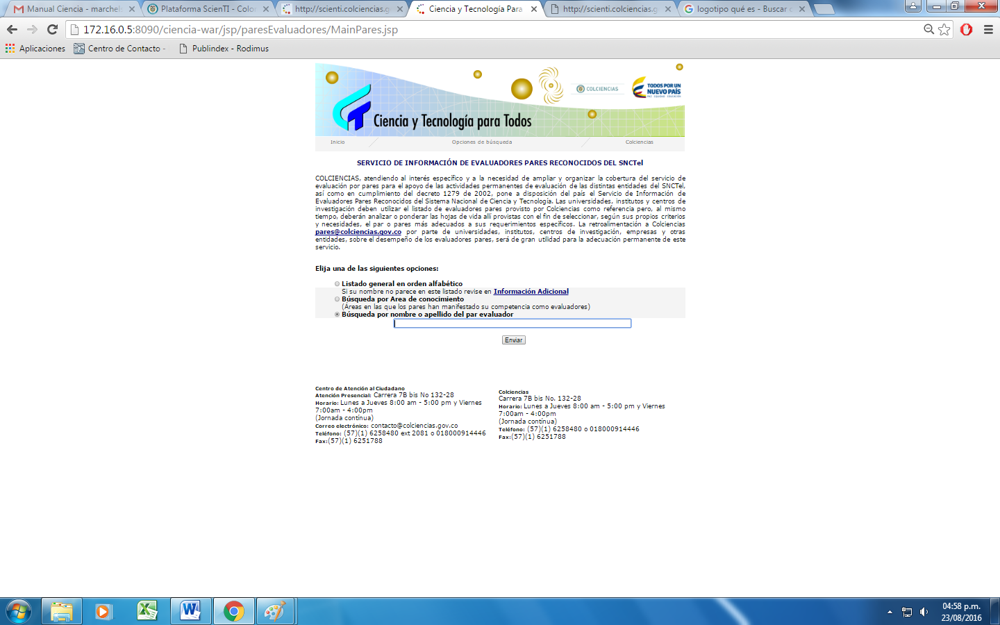 Manual Ciencia - marchel
Plataforma ScienTI - Colo
http://scienti.colciencias.g
Ciencia y Tecnología Para
http://scienti.colciencias.g
logotipo qué es - Buscar c
172.16.0.5:8090/ciencia-war/jsp/paresEvaluadores/MainPares.jsp
Aplicaciones
Centro de Contacto -
Publindex - Rodimus
COLCIENCIAS
TODOS POR UN
NUEVO PAÍS
PAZ EQUIDAD EDUCACIÓN
CT Ciencia y Tecnología para Todos
Inicio
Opciones de búsqueda
Colciencias
SERVICIO DE INFORMACIÓN DE EVALUADORES PARES RECONOCIDOS DEL SNCTeI
COLCIENCIAS, atendiendo al interés específico y a la necesidad de ampliar y organizar la cobertura del servicio de
evaluación por pares para el apoyo de las actividades permanentes de evaluación de las distintas entidades del SNCTeI,
así como en cumplimiento del decreto 1279 de 2002, pone a disposición del país el Servicio de Información de
Evaluadores Pares Reconocidos del Sistema Nacional de Ciencia y Tecnología. Las universidades, institutos y centros de
investigación deben utilizar el listado de evaluadores pares provisto por Colciencias como referencia pero, al mismo
tiempo, deberán analizar o ponderar las hojas de vida allí provistas con el fin de seleccionar, según sus propios criterios
y necesidades, el par o pares más adecuados a sus requerimientos específicos. La retroalimentación a Colciencias
pares@colciencias.gov.co por parte de universidades, institutos, centros de investigación, empresas y otras
entidades, sobre el desempeño de los evaluadores pares, será de gran utilidad para la adecuación permanente de este
servicio.
Elija una de las siguientes opciones:
Listado general en orden alfabético
Si su nombre no parece en este listado revise en Información Adicional
Búsqueda por Area de conocimiento
(Áreas en las que los pares han manifestado su competencia como evaluadores)
Búsqueda por nombre o apellido del par evaluador
Enviar
Centro de Atención al Ciudadano
Atención Presencial: Carrera 7B bis No 132-28
Horario: Lunes a Jueves 8:00 am - 5:00 pm y Viernes
7:00am - 4:00pm
(Jornada contínua)
Correo electrónico: contacto@colciencias.gov.co
Teléfono: (57)(1) 6258480 ext 2081 o 018000914446
Fax:(57)(1) 6251788
Colciencias
Carrera 7B bis No. 132-28
Horario: Lunes a Jueves 8:00 am - 5:00 pm y Viernes
7:00am - 4:00pm
(Jornada contínua)
Teléfono: (57)(1) 6258480 o 018000914446
Fax:(57)(1) 6251788
04:58 p.m.
23/08/2016